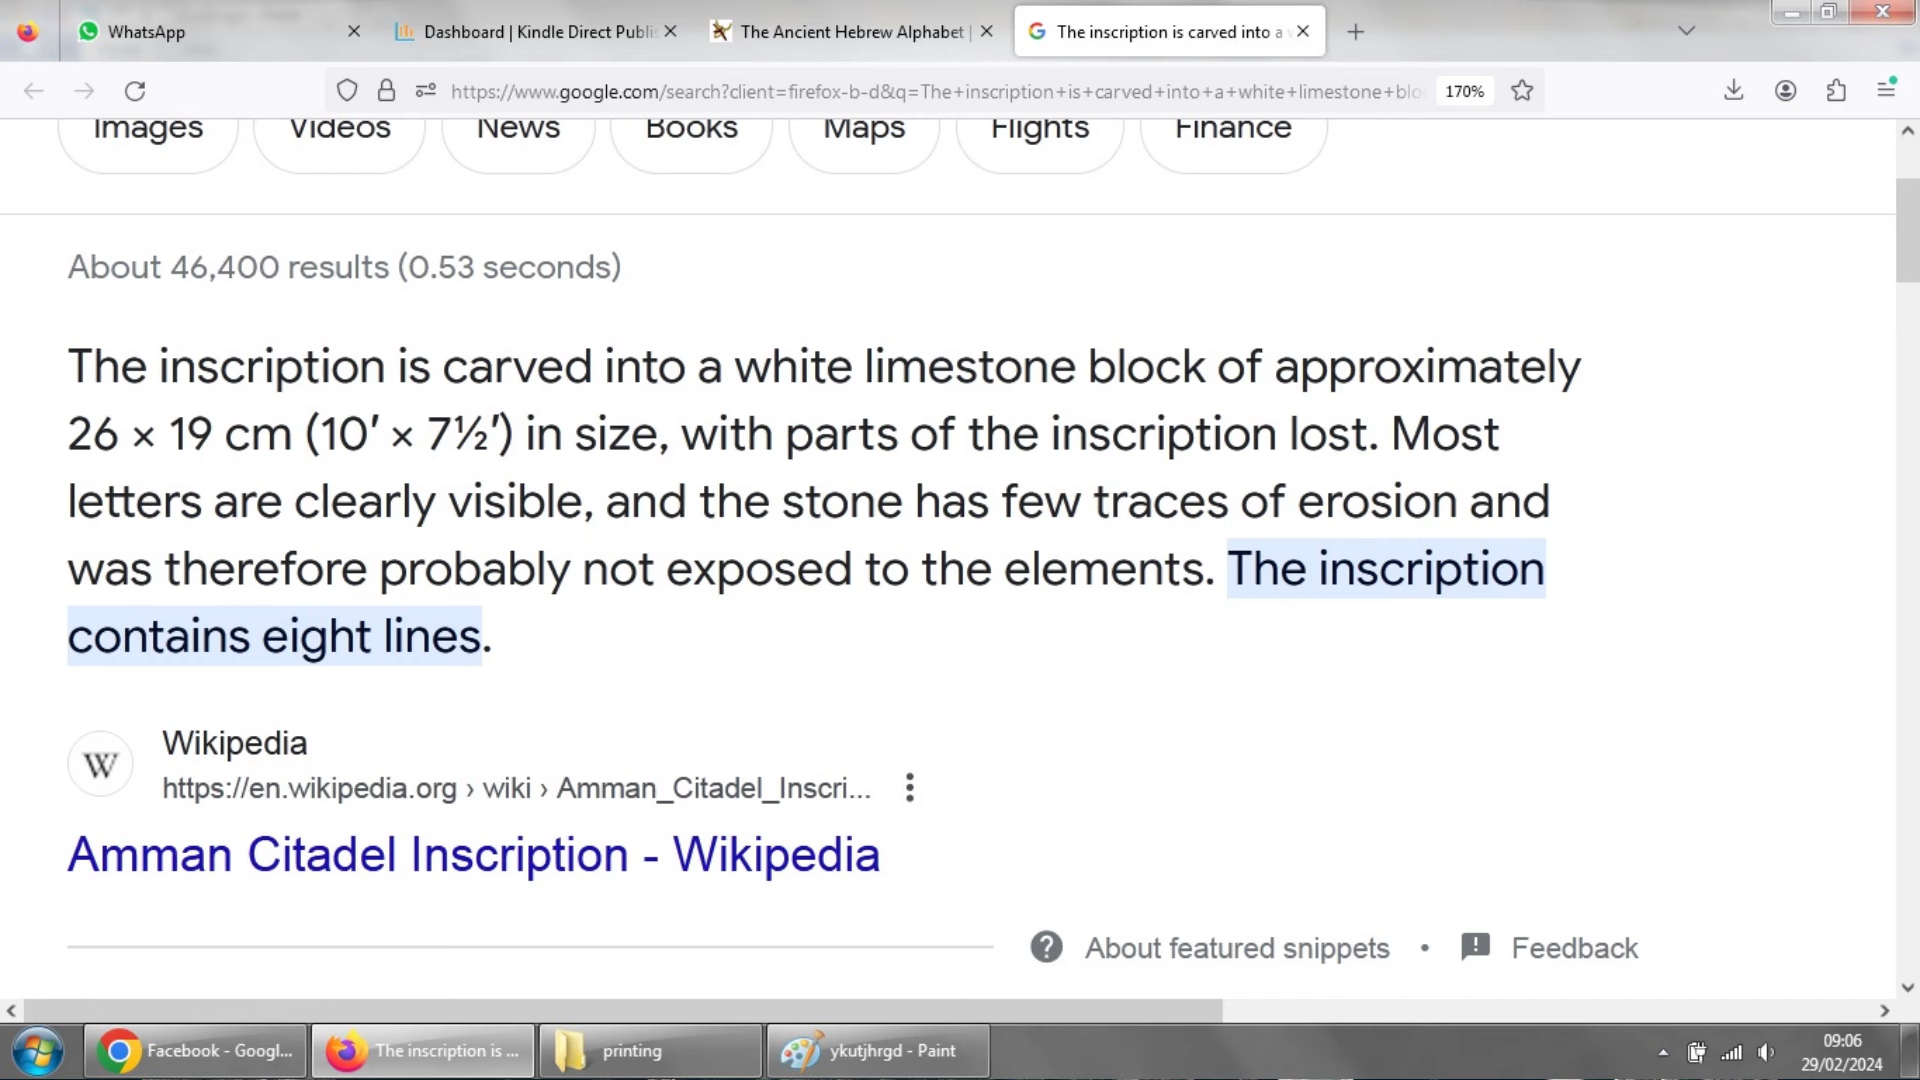 WhatsApp
Dashboard | Kindle Direct Publis
The Ancient Hebrew Alphabet |
The inscription is carved into a
https://www.google.com/search?client=firefox-b-d&q=The+inscription+is+carved+into+a+white+limestone+blo
170%
Images
Videos
News
Books
Maps
Flights
Finance
About 46,400 results (0.53 seconds)
The inscription is carved into a white limestone block of approximately
26 × 19 cm (10′ × 7½′) in size, with parts of the inscription lost. Most
letters are clearly visible, and the stone has few traces of erosion and
was therefore probably not exposed to the elements. The inscription
contains eight lines.
W
Wikipedia
https://en.wikipedia.org › wiki › Amman_Citadel_Inscri...
Amman Citadel Inscription - Wikipedia
About featured snippets • Feedback
Facebook - Googl...
The inscription is ...
printing
ykutjhrgd - Paint
09:06
29/02/2024